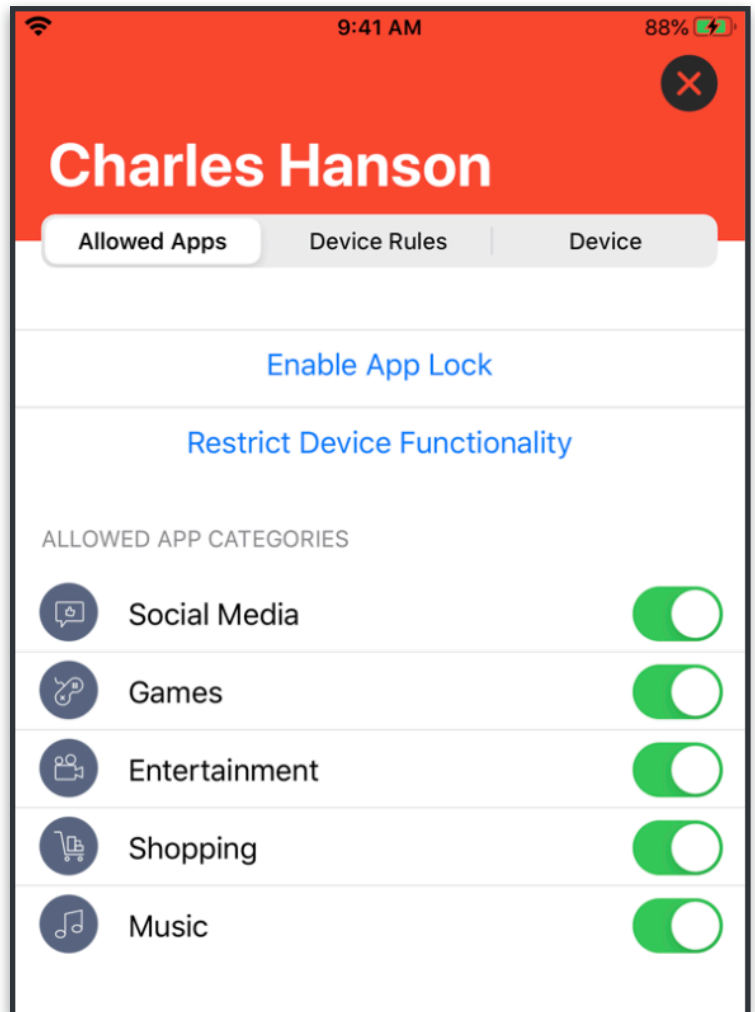 9:41 AM 88%
Charles Hanson
Allowed Apps Device Rules Device
Enable App Lock
Restrict Device Functionality
ALLOWED APP CATEGORIES
Social Media
Games
Entertainment
Shopping
Music